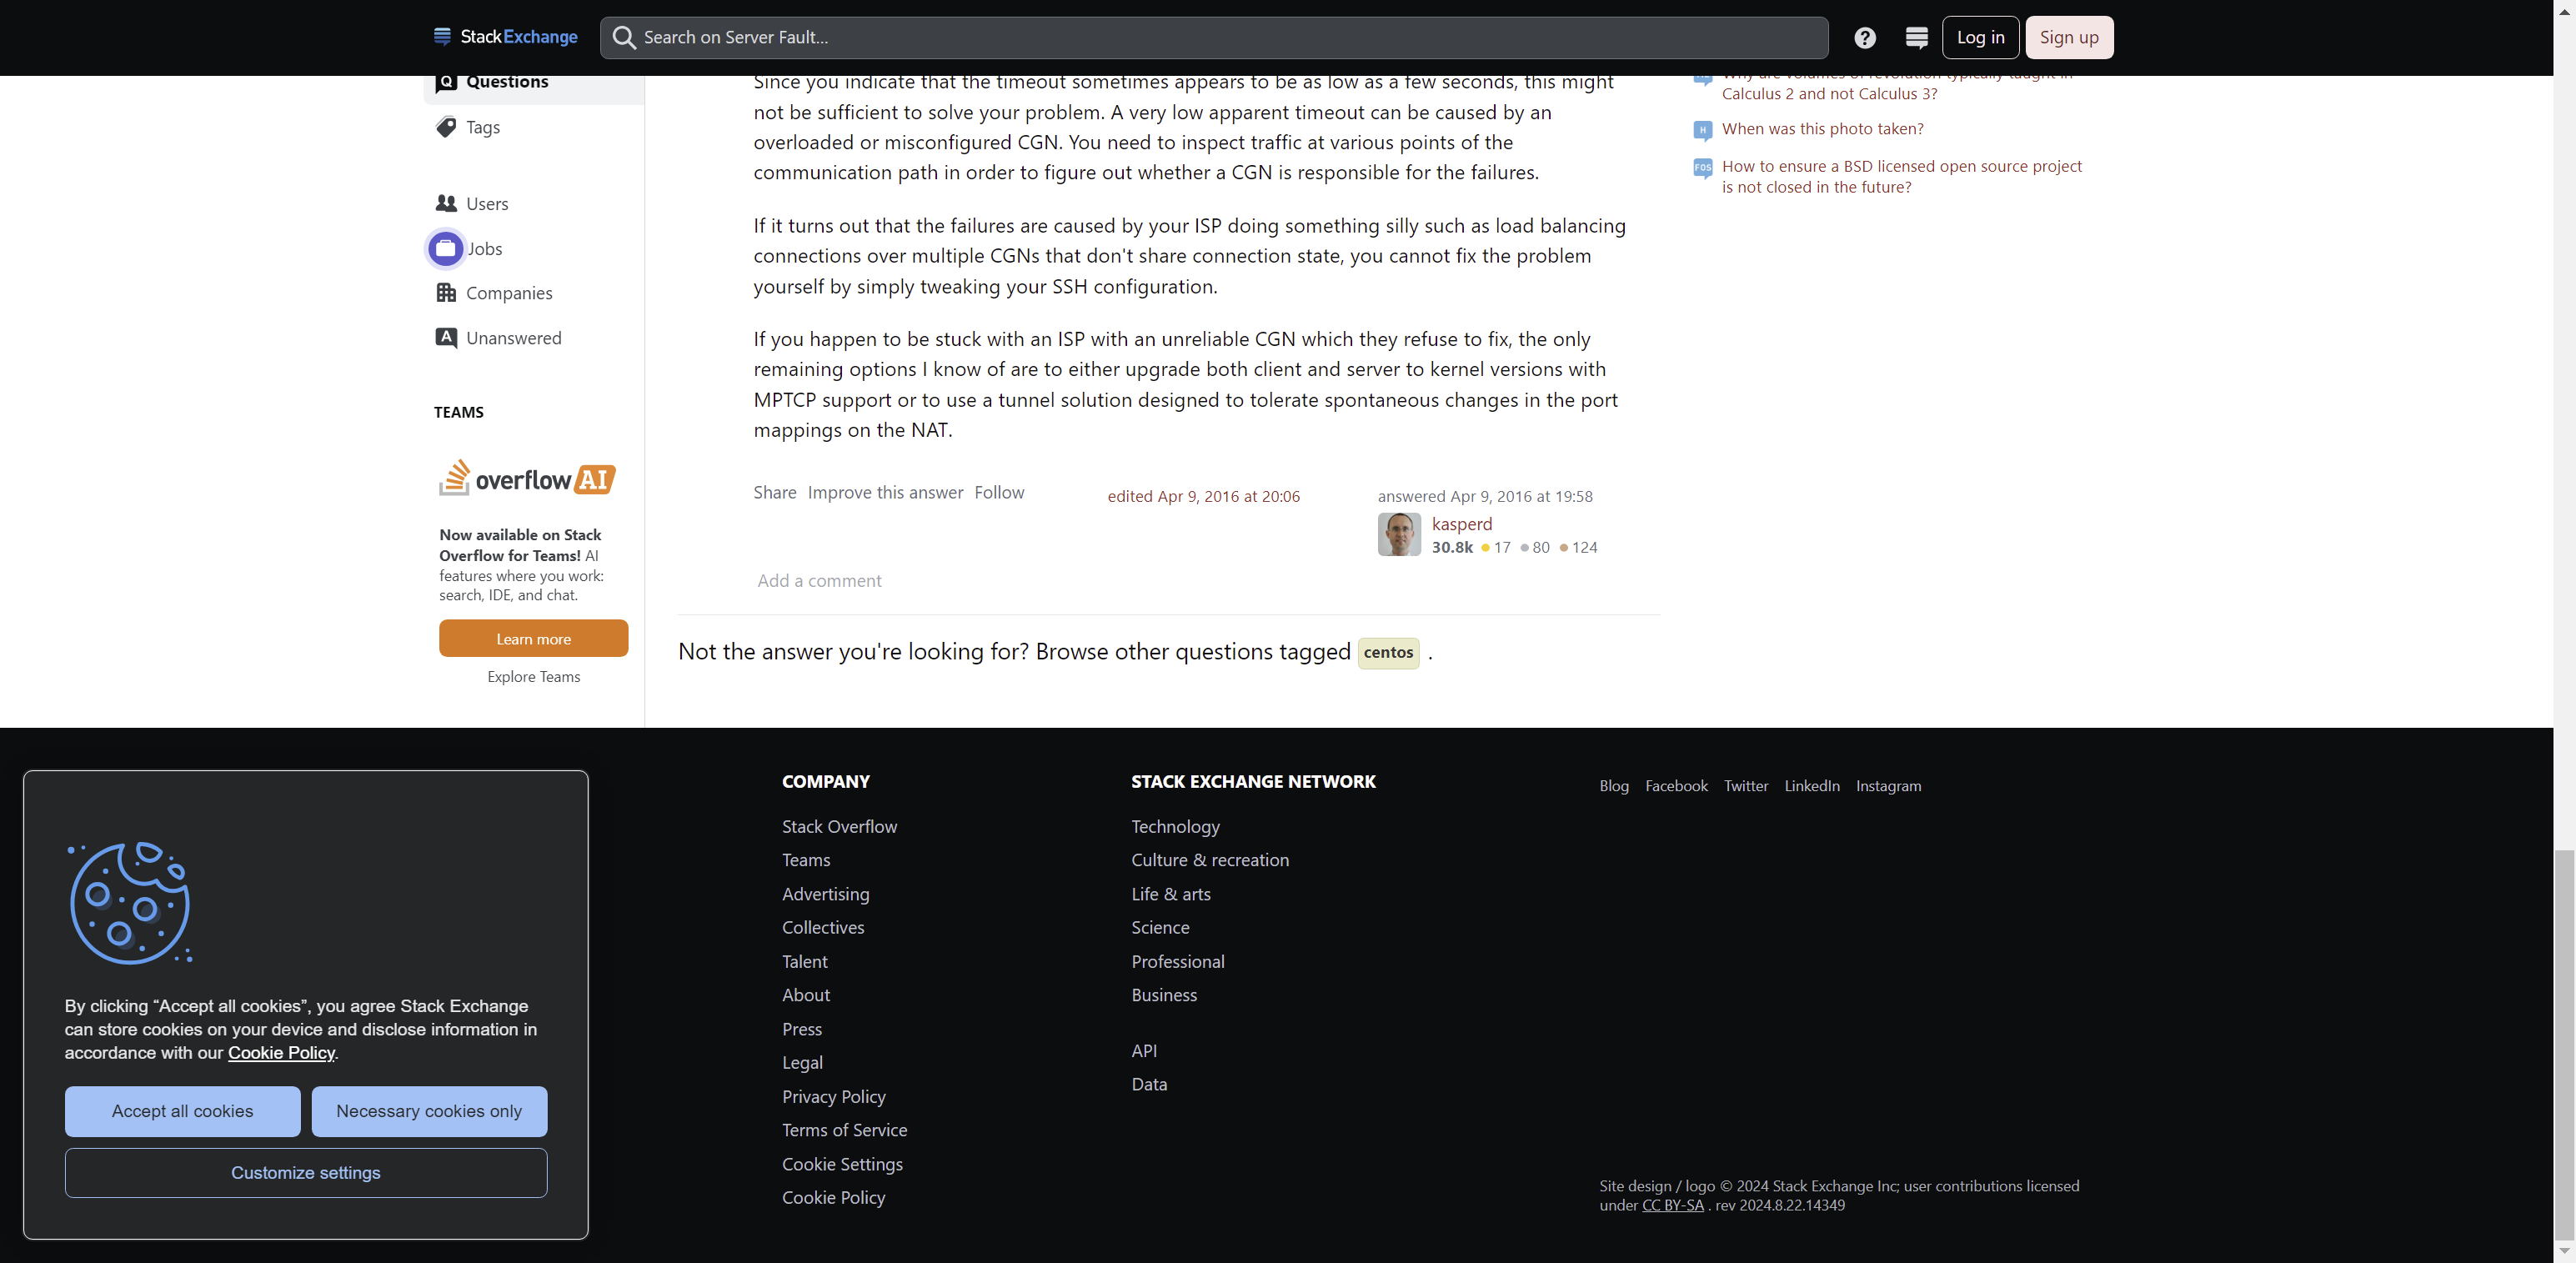 StackExchange
Search on Server Fault...
Log in
Sign up
Questions
Tags
Users
Jobs
Companies
Unanswered
TEAMS
overflowAI
Now available on Stack
Overflow for Teams! AI
features where you work:
search, IDE, and chat.
Learn more
Explore Teams
Since you indicate that the timeout sometimes appears to be as low as a few seconds, this might
not be sufficient to solve your problem. A very low apparent timeout can be caused by an
overloaded or misconfigured CGN. You need to inspect traffic at various points of the
communication path in order to figure out whether a CGN is responsible for the failures.
If it turns out that the failures are caused by your ISP doing something silly such as load balancing
connections over multiple CGNs that don't share connection state, you cannot fix the problem
yourself by simply tweaking your SSH configuration.
If you happen to be stuck with an ISP with an unreliable CGN which they refuse to fix, the only
remaining options I know of are to either upgrade both client and server to kernel versions with
MPTCP support or to use a tunnel solution designed to tolerate spontaneous changes in the port
mappings on the NAT.
Share Improve this answer Follow
edited Apr 9, 2016 at 20:06
answered Apr 9, 2016 at 19:58
kasperd
30.8k 17 80 124
Add a comment
Not the answer you're looking for? Browse other questions tagged centos .
Why are volumes of revolution typically taught in
Calculus 2 and not Calculus 3?
H
When was this photo taken?
FOS
How to ensure a BSD licensed open source project
is not closed in the future?
COMPANY
Stack Overflow
Teams
Advertising
Collectives
Talent
About
Press
Legal
Privacy Policy
Terms of Service
Cookie Settings
Cookie Policy
STACK EXCHANGE NETWORK
Technology
Culture & recreation
Life & arts
Science
Professional
Business
API
Data
Blog Facebook Twitter LinkedIn Instagram
Site design / logo © 2024 Stack Exchange Inc; user contributions licensed
under CC BY-SA . rev 2024.8.22.14349
By clicking “Accept all cookies”, you agree Stack Exchange
can store cookies on your device and disclose information in
accordance with our Cookie Policy.
Accept all cookies
Necessary cookies only
Customize settings